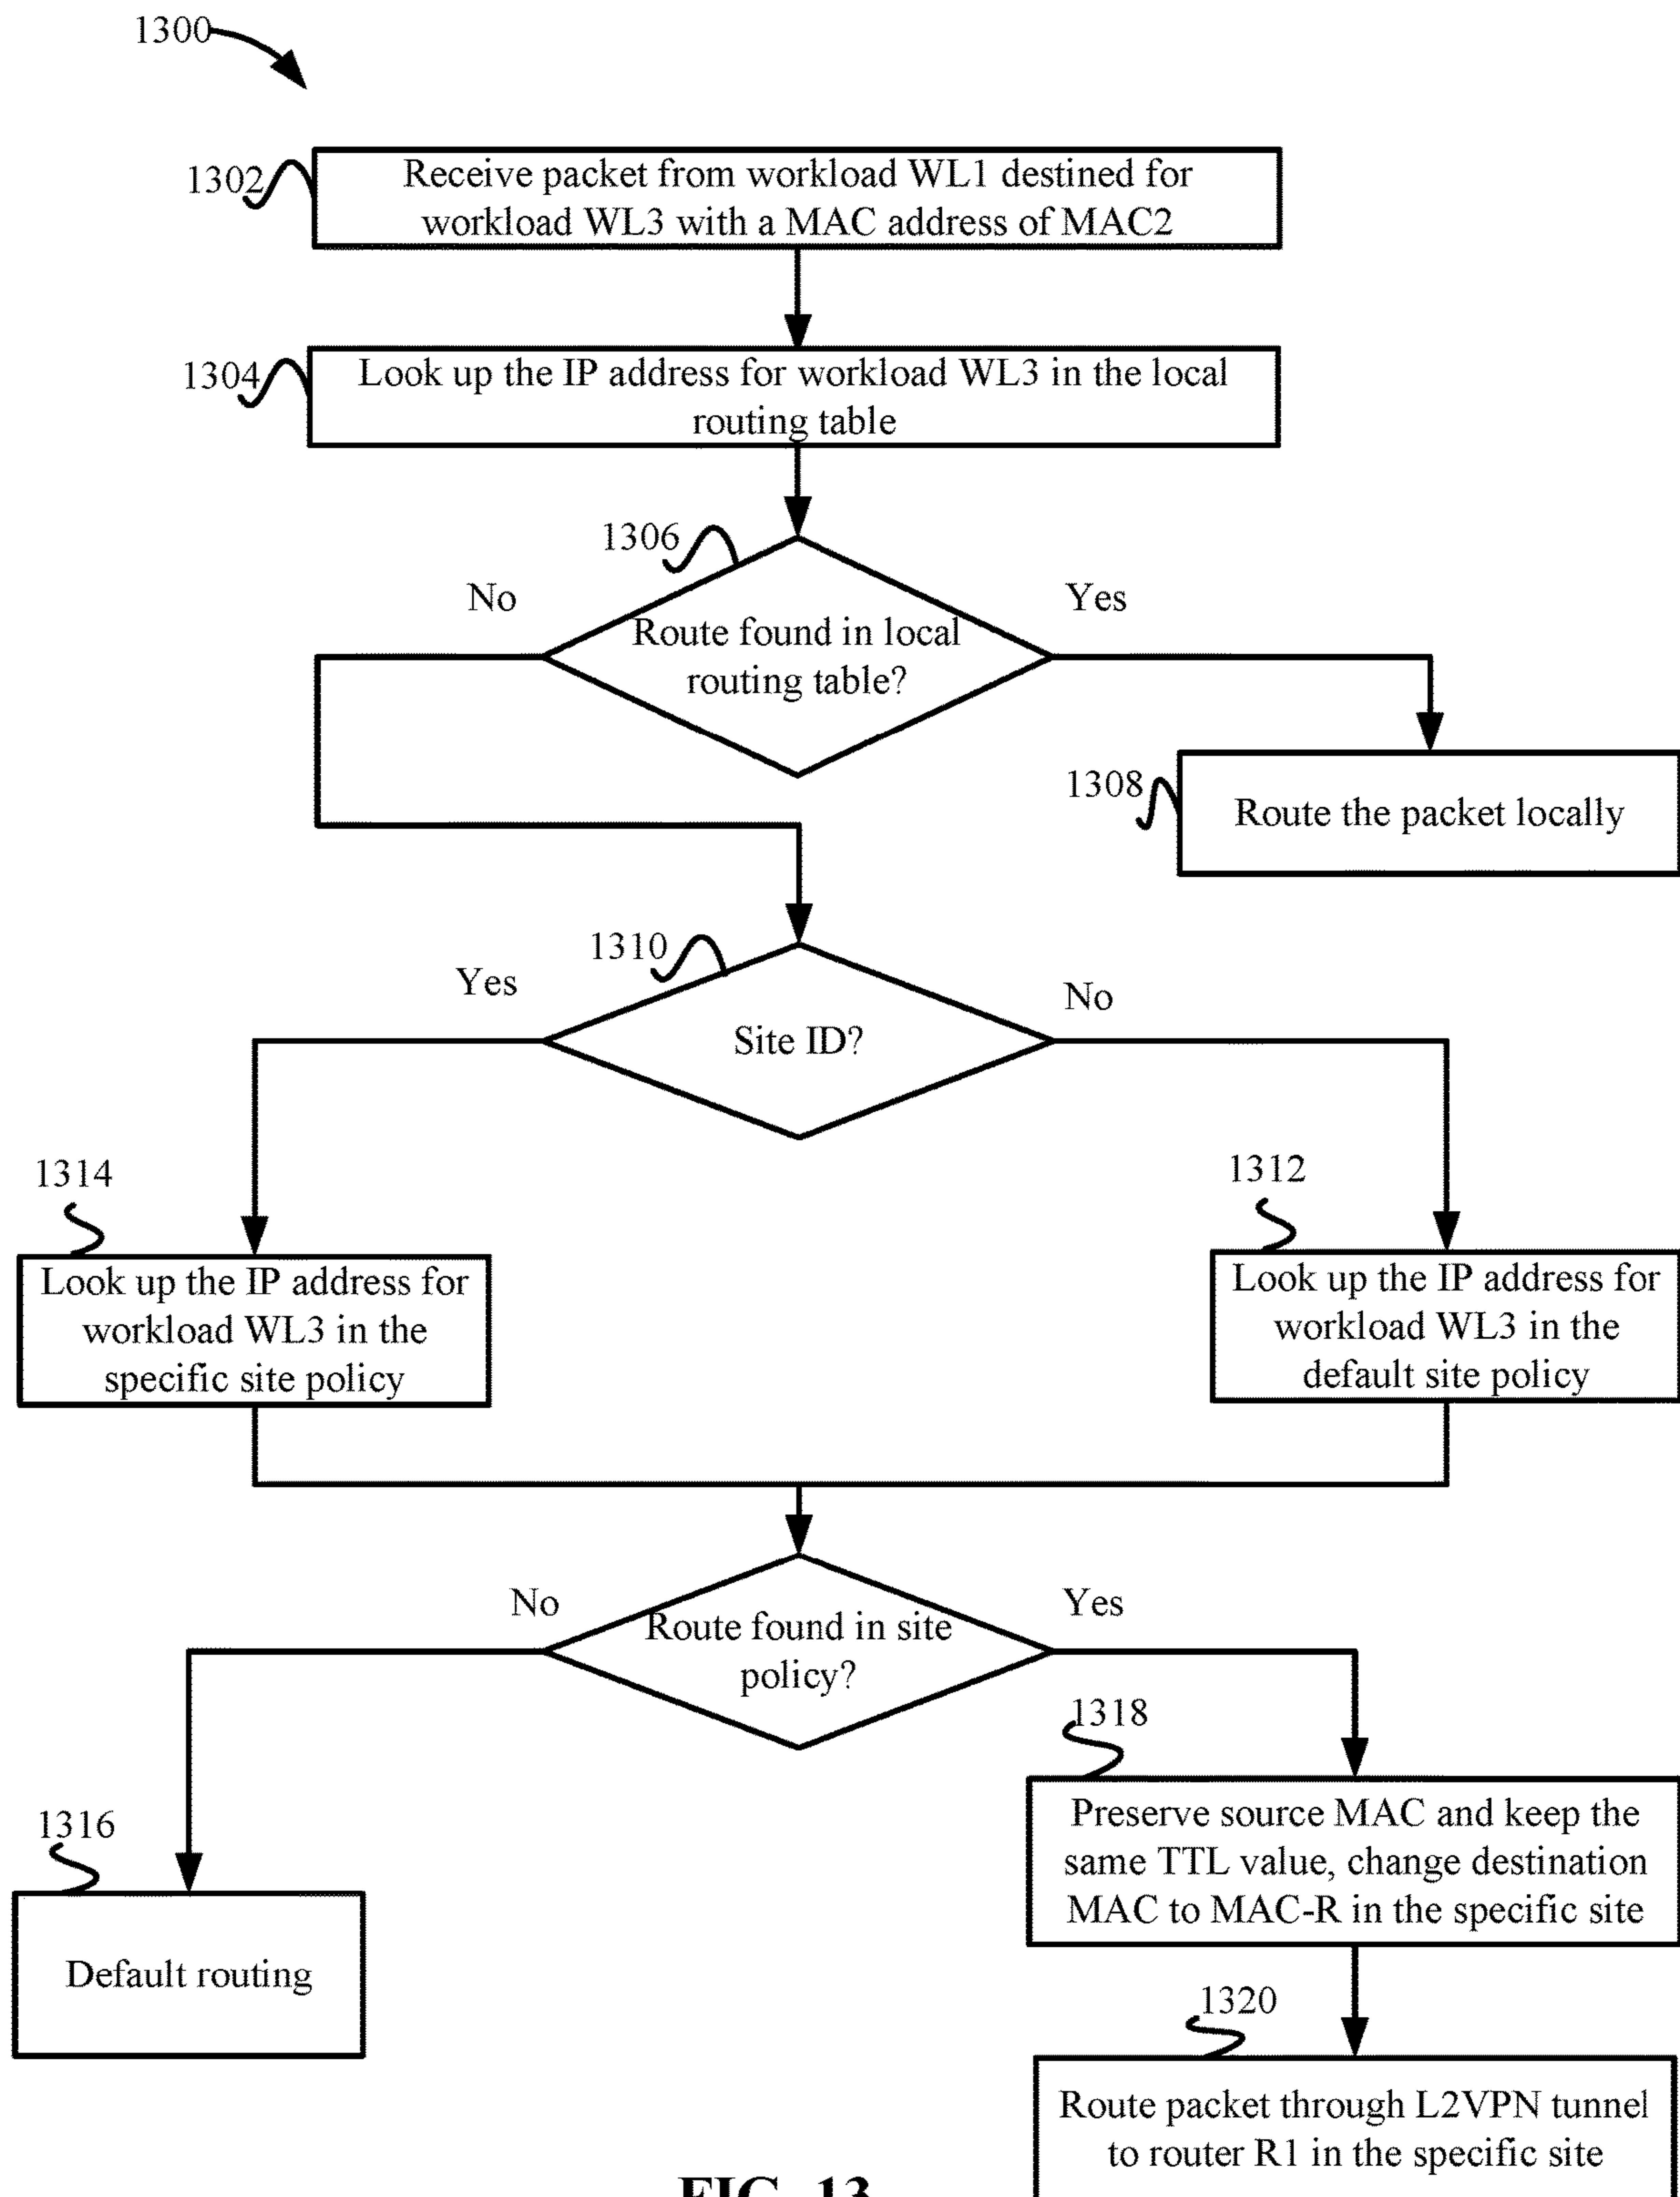 1300
1302
Receive packet from workload WL1 destined for
workload WL3 with a MAC address of MAC2
1304
Look up the IP address for workload WL3 in the local
routing table
1306
No
Yes
Route found in local
routing table?
1308
Route the packet locally
1310
Yes
No
Site ID?
1314
1312
Look up the IP address for
workload WL3 in the
specific site policy
Look up the IP address for
workload WL3 in the
default site policy
No
Yes
Route found in site
policy?
1318
Preserve source MAC and keep the
same TTL value, change destination
MAC to MAC-R in the specific site
1316
Default routing
1320
Route packet through L2VPN tunnel
to router R1 in the specific site
FIG. 13